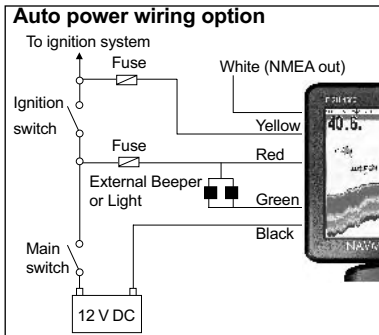 Auto power wiring option
To ignition system
Fuse
White (NMEA out)
Ignition
switch
Yellow
Fuse
Red
External Beeper
or Light
Green
Black
Main
switch
12 V DC
40.6.